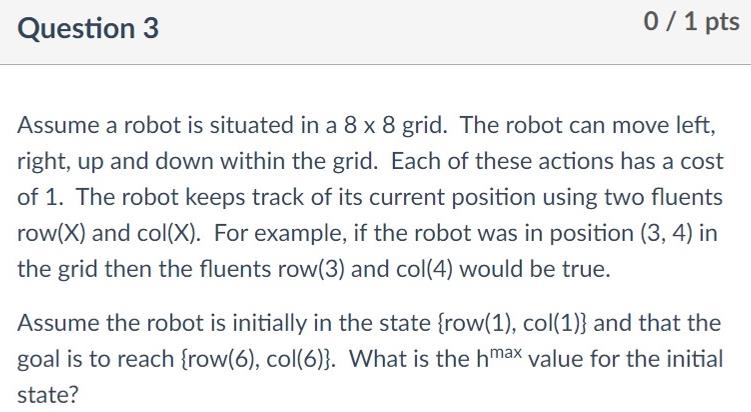 Question 3
0 / 1 pts
Assume a robot is situated in a 8 x 8 grid. The robot can move left,
right, up and down within the grid. Each of these actions has a cost
of 1. The robot keeps track of its current position using two fluents
row(X) and col(X). For example, if the robot was in position (3, 4) in
the grid then the fluents row(3) and col(4) would be true.
Assume the robot is initially in the state {row(1), col(1)} and that the
goal is to reach {row(6), col(6)}. What is the hmax value for the initial
state?